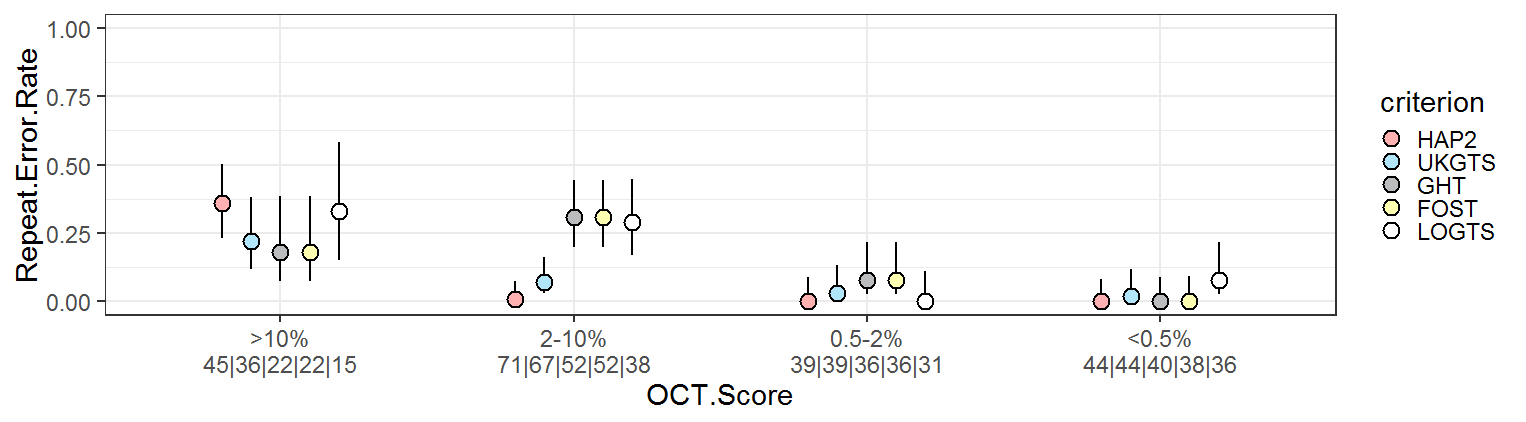 Repeat.Error.Rate
1.00
0.75
0.50
0.25
0.00
>10%
45|36|22|22|15
2-10%
71|67|52|52|38
0.5-2%
39|39|36|36|31
<0.5%
44|44|40|38|36
OCT.Score
criterion
HAP2
UKGTS
GHT
FOST
LOGTS